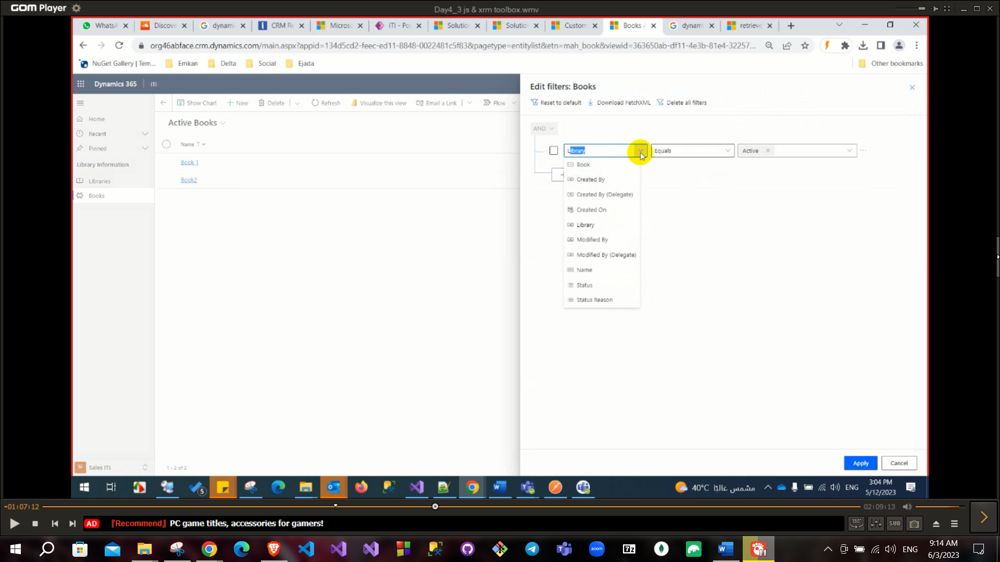 GOM Player
Day4_3 js & xrm toolbox.wmv
WhatsA
Discove
dynami
CRM Re
Microso
ITI - Po
Solutio
Solutio
Custom
Books A
dynami
retrieve
org46abface.crm.dynamics.com/main.aspx?appid=134d5cd2-feec-ed11-8848-0022481c5f83&pagetype=entitylist&etn=mah_book&viewid=363650ab-df11-4e3b-81e4-32257...
NuGet Gallery | Tem...
Emkan
Delta
Social
Ejada
Other bookmarks
Dynamics 365
ITI
Edit filters: Books
Show Chart
New
Delete
Refresh
Visualize this view
Email a Link
Flow
Reset to default
Download FetchXML
Delete all filters
Home
Recent
Pinned
Library Information
Libraries
Books
Active Books
Name
Book 1
Book2
AND
Library
Equals
Active
Book
Created By
Created By (Delegate)
Created On
Library
Modified By
Modified By (Delegate)
Name
Status
Status Reason
SI
Sales ITI
1 - 2 of 2
Apply
Cancel
5
40°C مشمس غالبًا
ENG
3:04 PM
5/12/2023
-01:07:12
02:09:13
AD
『Recommend』 PC game titles, accessories for gamers!
360°
SUB
zoom
7z
ENG
9:14 AM
6/3/2023